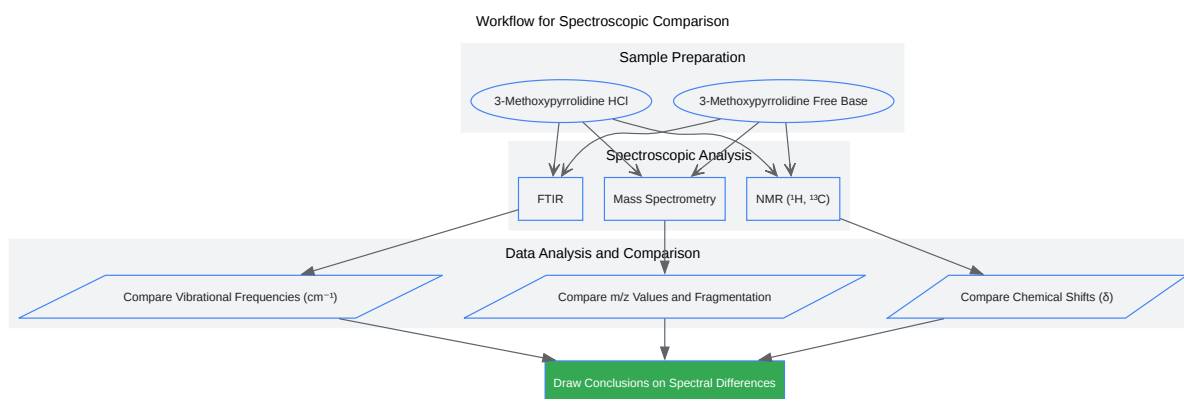 Workflow for Spectroscopic Comparison
Sample Preparation
3-Methoxypyrrolidine HCl
3-Methoxypyrrolidine Free Base
Spectroscopic Analysis
FTIR
Mass Spectrometry
NMR (¹H, ¹³C)
Data Analysis and Comparison
Compare Vibrational Frequencies (cm⁻¹)
Compare m/z Values and Fragmentation
Compare Chemical Shifts (δ)
Draw Conclusions on Spectral Differences